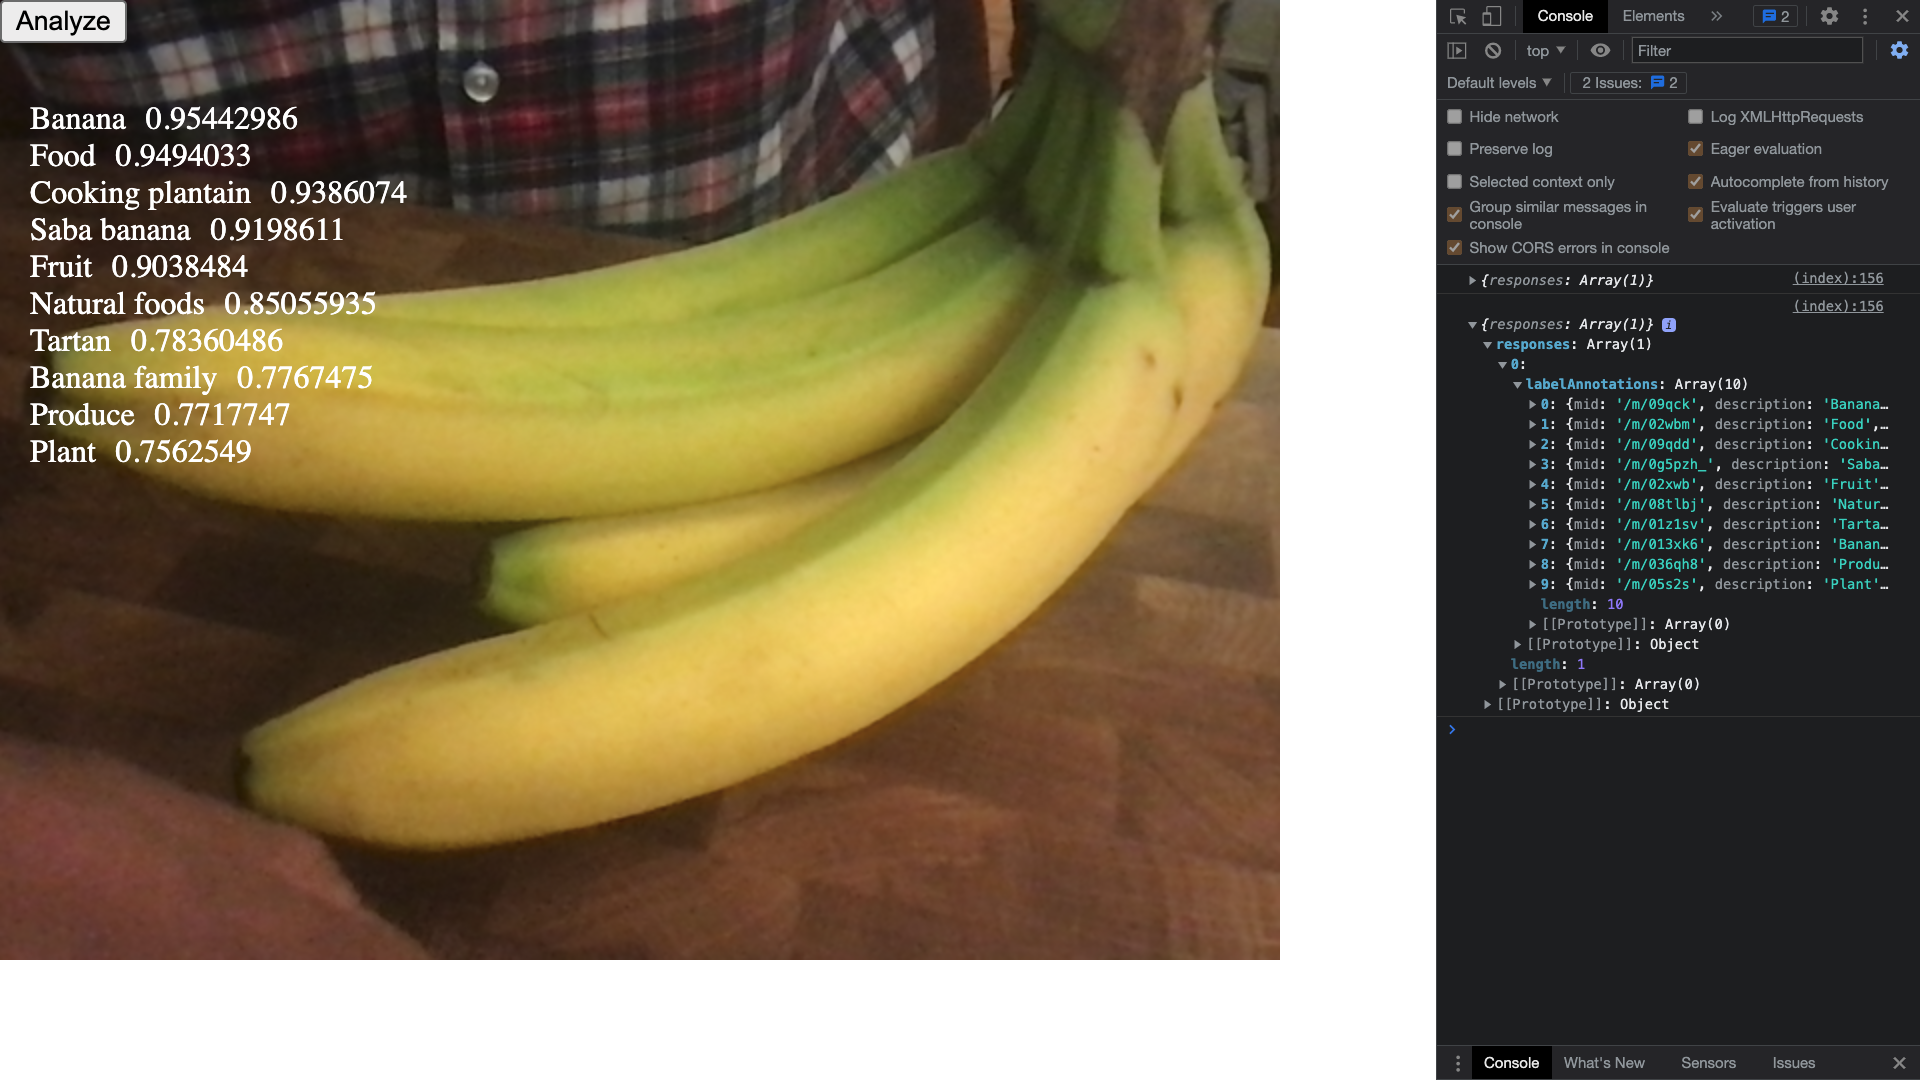 Analyze
Banana 0.95442986
Food 0.9494033
Cooking plantain 0.9386074
Saba banana 0.9198611
Fruit 0.9038484
Natural foods 0.85055935
Tartan 0.78360486
Banana family 0.7767475
Produce 0.7717747
Plant 0.7562549
Console Elements 2
top Filter
Default levels 2 Issues: 2
Hide network Log XMLHttpRequests
Preserve log Eager evaluation
Selected context only Autocomplete from history
Group similar messages in console Evaluate triggers user activation
Show CORS errors in console
{responses: Array(1)} (index):156
(index):156
{responses: Array(1)} i
responses: Array(1)
0:
labelAnnotations: Array(10)
0: {mid: '/m/09qck', description: 'Banana…
1: {mid: '/m/02wbm', description: 'Food',…
2: {mid: '/m/09qdd', description: 'Cookin…
3: {mid: '/m/0g5pzh_', description: 'Saba…
4: {mid: '/m/02xwb', description: 'Fruit'…
5: {mid: '/m/08tlbj', description: 'Natur…
6: {mid: '/m/01z1sv', description: 'Tarta…
7: {mid: '/m/013xk6', description: 'Banan…
8: {mid: '/m/036qh8', description: 'Produ…
9: {mid: '/m/05s2s', description: 'Plant'…
length: 10
[[Prototype]]: Array(0)
[[Prototype]]: Object
length: 1
[[Prototype]]: Array(0)
[[Prototype]]: Object
Console What's New Sensors Issues